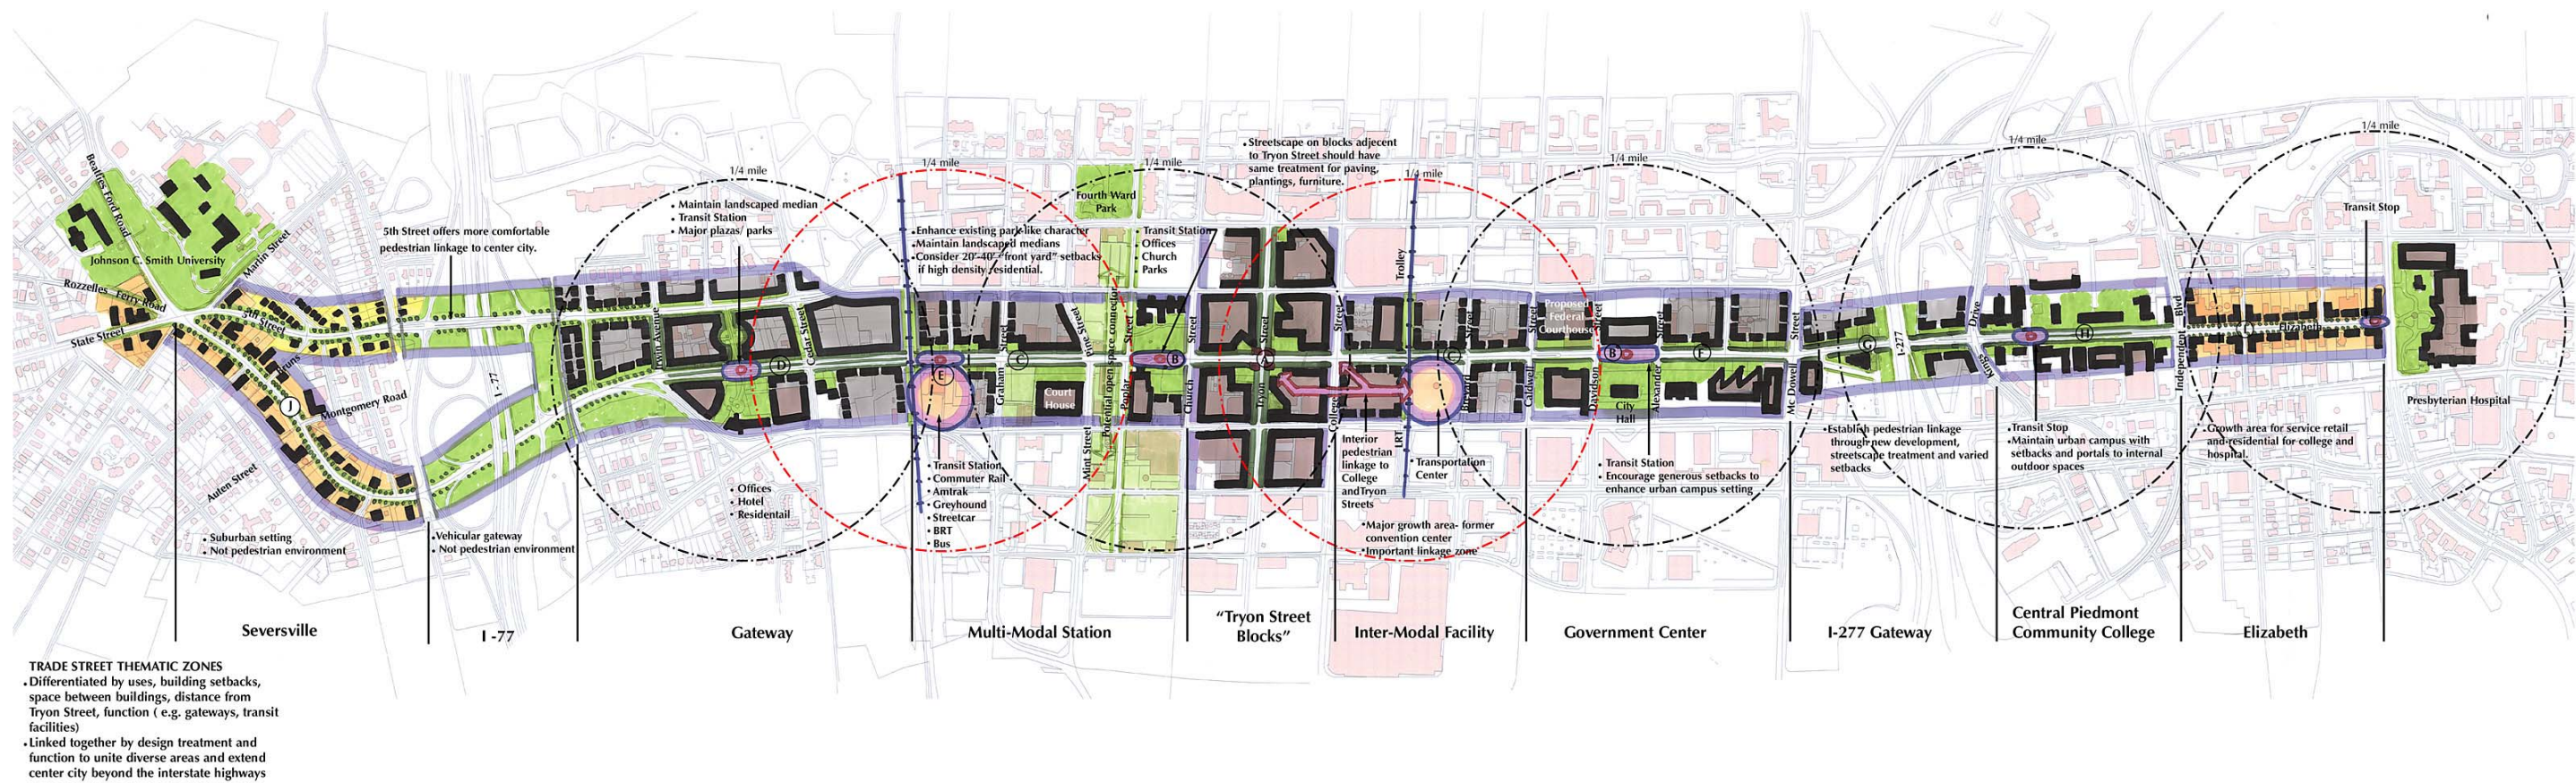 1/4 mile
1/4 mile
1/4 mile
1/4 mile
1/4 mile
1/4 mile
1/4 mile
Beatties Ford Road
Johnson C. Smith University
Martin Street
Rozzelles Ferry Road
State Street
5th Street
Bruns
J
Montgomery Road
Auten Street
• Suburban setting
• Not pedestrian environment
5th Street offers more comfortable
pedestrian linkage to center city.
I - 77
•Vehicular gateway
• Not pedestrian environment
• Maintain landscaped median
• Transit Station
• Major plazas/ parks
Irwin Avenue
Cedar Street
D
• Offices
• Hotel
• Residentail
•Enhance existing park-like character
•Maintain landscaped medians
•Consider 20'-40' "front yard" setbacks
if high density residential.
E
Graham
Street
C
Court
House
Pine Street
Mint Street
Potential open space connector
Fourth Ward
Park
Poplar
Street
• Transit Station
• Commuter Rail
• Amtrak
• Greyhound
• Streetcar
• BRT
• Bus
• Transit Station
• Offices
• Church
• Parks
B
Church
Street
•Streetscape on blocks adjecent
to Tryon Street should have
same treatment for paving,
plantings, furniture.
Tryon
Street
A
College
Street
Interior
pedestrian
linkage to
College
andTryon
Streets
Trolley
LRT
C
• Transportation
Center
•Major growth area- former
convention center
•Important linkage zone
Brevard
Street
Caldwell
Street
Proposed
Federal
Courthouse
Davidson
Street
B
City
Hall
Alexander
Street
F
• Transit Station
• Encourage generous setbacks to
enhance urban campus setting
Mc Dowell
Street
G
I-277
•Establish pedestrian linkage
through new development,
streetscape treatment and varied
setbacks
Kings
Drive
H
•Transit Stop
•Maintain urban campus with
setbacks and portals to internal
outdoor spaces
Independent
Blvd
I
Elizabeth
•Growth area for service retail
and residential for college and
hospital.
Transit Stop
Presbyterian Hospital
Seversville
I -77
Gateway
Multi-Modal Station
"Tryon Street
Blocks"
Inter-Modal Facility
Government Center
I-277 Gateway
Central Piedmont
Community College
Elizabeth
TRADE STREET THEMATIC ZONES
•Differentiated by uses, building setbacks,
space between buildings, distance from
Tryon Street, function ( e.g. gateways, transit
facilities)
•Linked together by design treatment and
function to unite diverse areas and extend
center city beyond the interstate highways